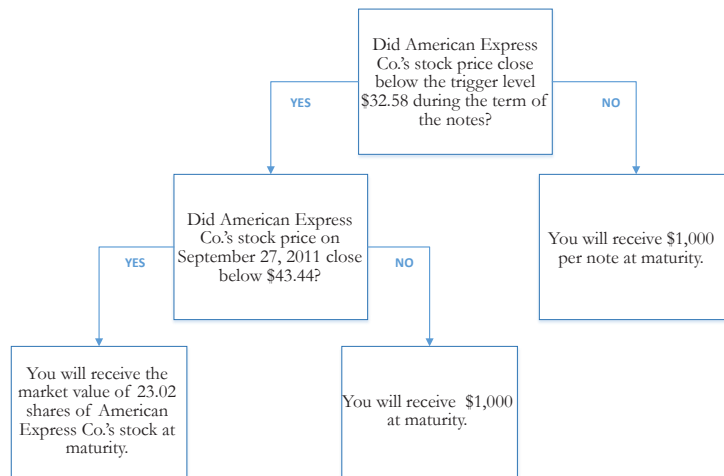 Did American Express
Co.'s stock price close
below the trigger level
$32.58 during the term of
the notes?
YES
NO
Did American Express
Co.'s stock price on
September 27, 2011 close
below $43.44?
You will receive $1,000
per note at maturity.
YES
NO
You will receive the
market value of 23.02
shares of American
Express Co.'s stock at
maturity.
You will receive $1,000
at maturity.